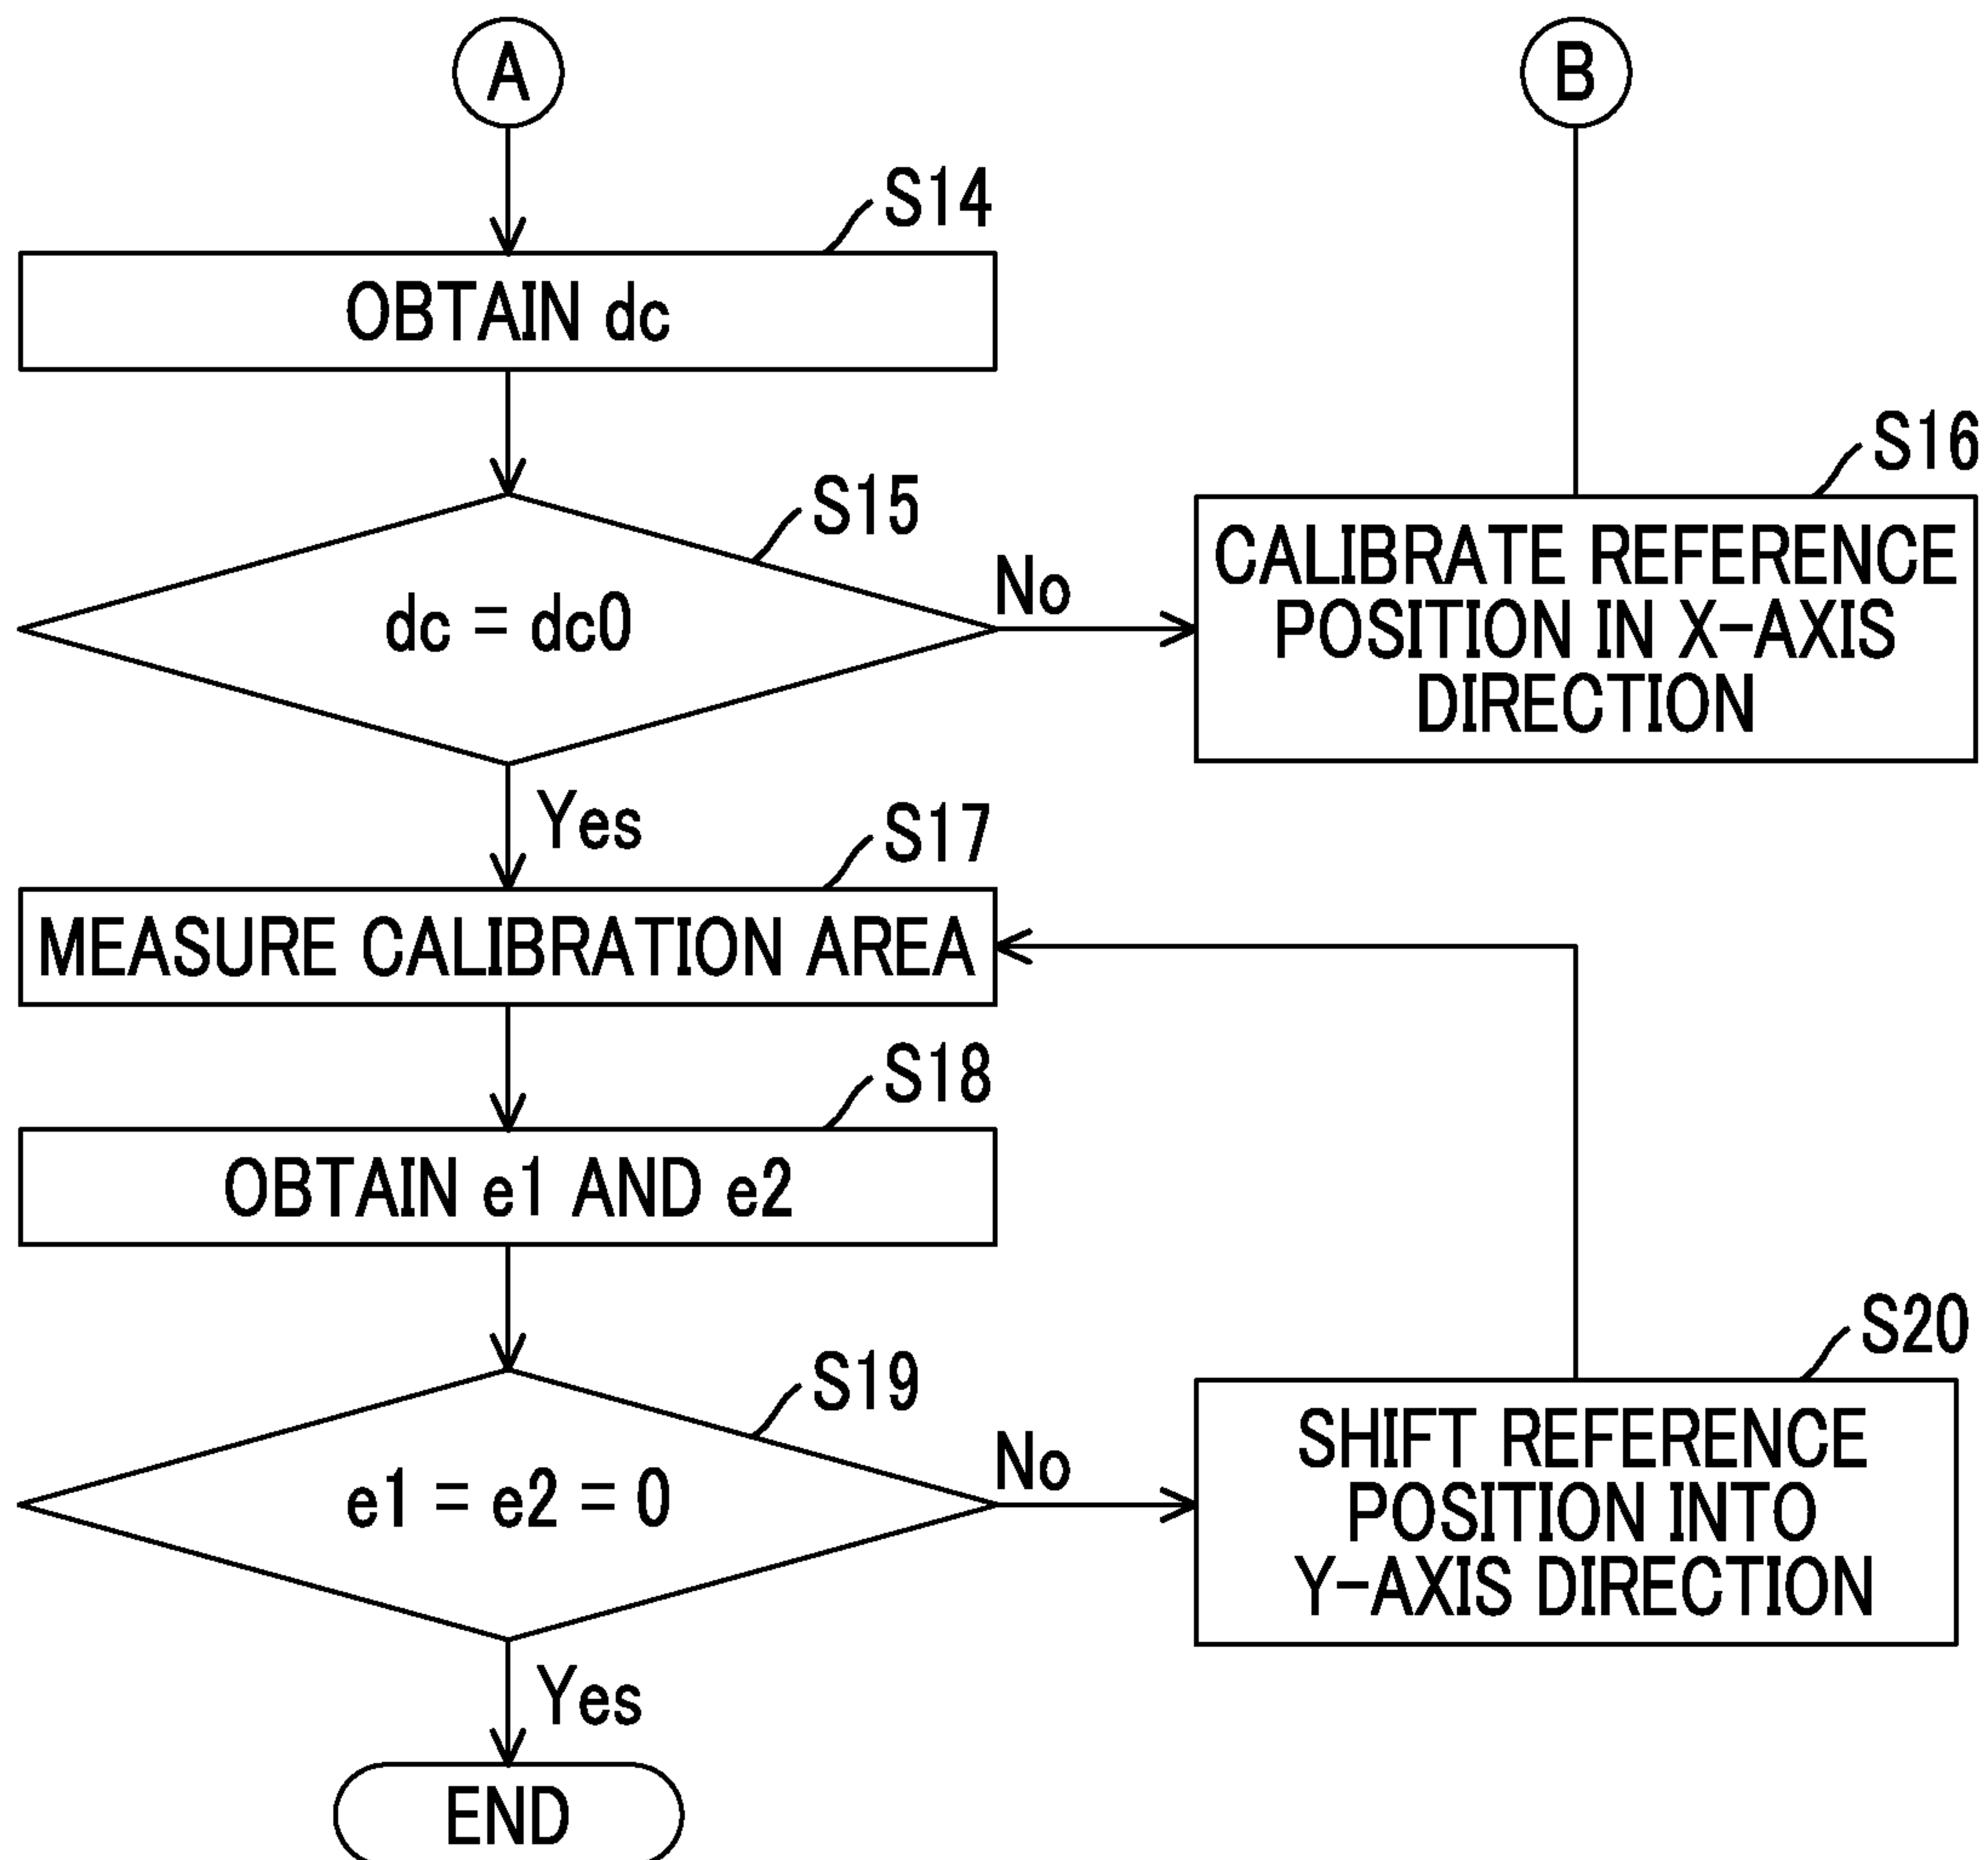 A
B
S14
OBTAIN dc
S15
dc = dc0
No
S16
CALIBRATE REFERENCE
POSITION IN X-AXIS
DIRECTION
Yes
S17
MEASURE CALIBRATION AREA
S18
OBTAIN e1 AND e2
S19
e1 = e2 = 0
No
S20
SHIFT REFERENCE
POSITION INTO
Y-AXIS DIRECTION
Yes
END